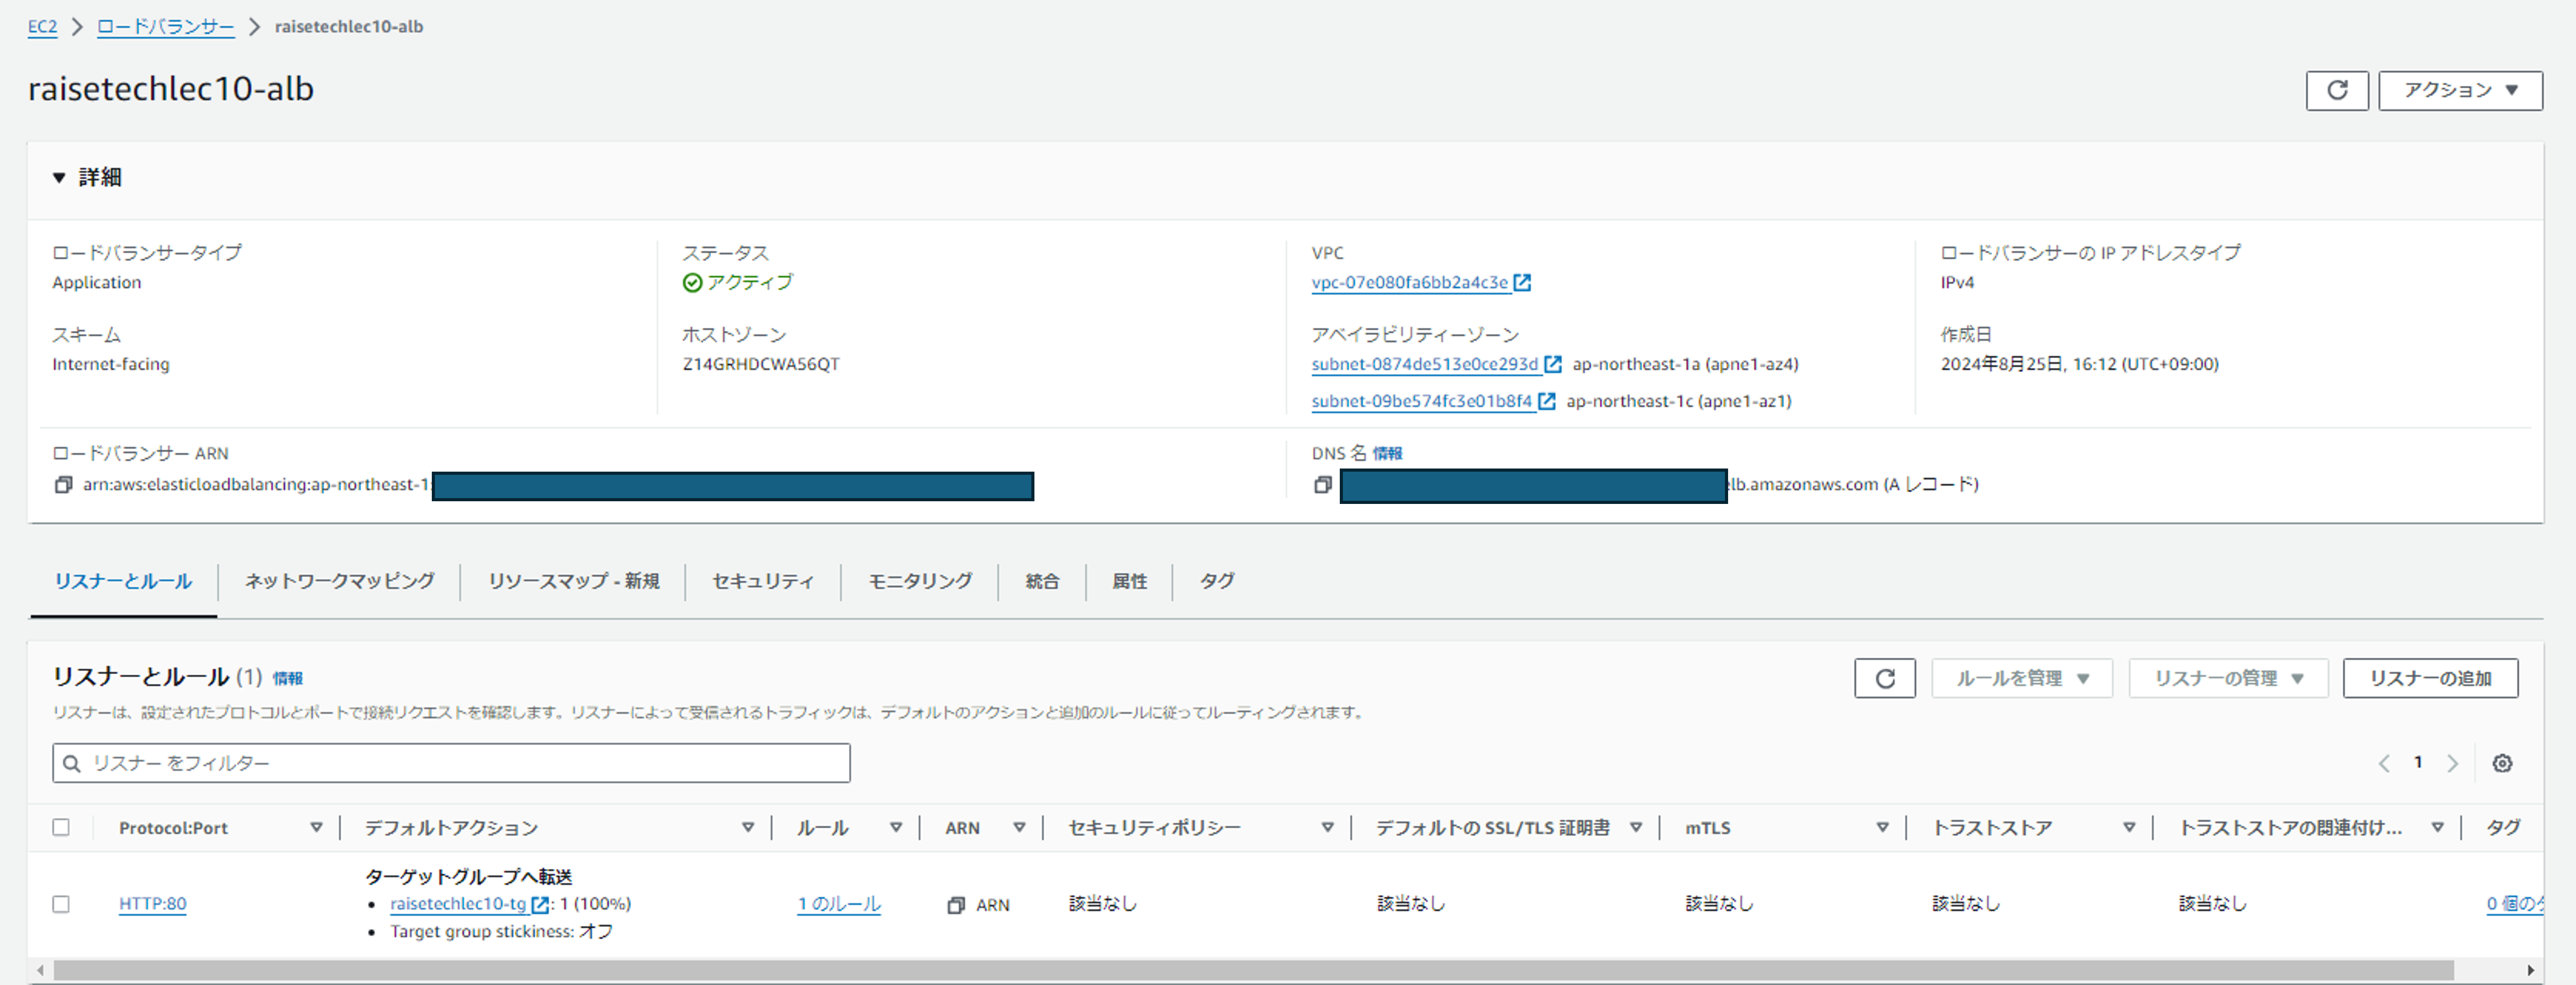 EC2 > ロードバランサー > raisetechlec10-alb
raisetechlec10-alb
アクション ▼
▼ 詳細
ロードバランサータイプ
Application
ステータス
アクティブ
VPC
vpc-07e080fa6bb2a4c3e
ロードバランサーの IP アドレスタイプ
IPv4
スキーム
Internet-facing
ホストゾーン
Z14GRHDCWA56QT
アベイラビリティーゾーン
subnet-0874de513e0ce293d ap-northeast-1a (apne1-az4)
subnet-09be574fc3e01b8f4 ap-northeast-1c (apne1-az1)
作成日
2024年8月25日, 16:12 (UTC+09:00)
ロードバランサー ARN
arn:aws:elasticloadbalancing:ap-northeast-1:
DNS 名 情報
elb.amazonaws.com (A レコード)
リスナーとルール ネットワークマッピング リソースマップ - 新規 セキュリティ モニタリング 統合 属性 タグ
リスナーとルール (1) 情報
ルールを管理 ▼ リスナーの管理 ▼ リスナーの追加
リスナーは、設定されたプロトコルとポートで接続リクエストを確認します。リスナーによって受信されるトラフィックは、デフォルトのアクションと追加のルールに従ってルーティングされます。
リスナー をフィルター
1
Protocol:Port デフォルトアクション ルール ARN セキュリティポリシー デフォルトの SSL/TLS 証明書 mTLS トラストストア トラストストアの関連付け... タグ
ターゲットグループへ転送
HTTP:80 • raisetechlec10-tg : 1 (100%) 1 のルール ARN 該当なし 該当なし 該当なし 該当なし 該当なし 0 個の
• Target group stickiness: オフ